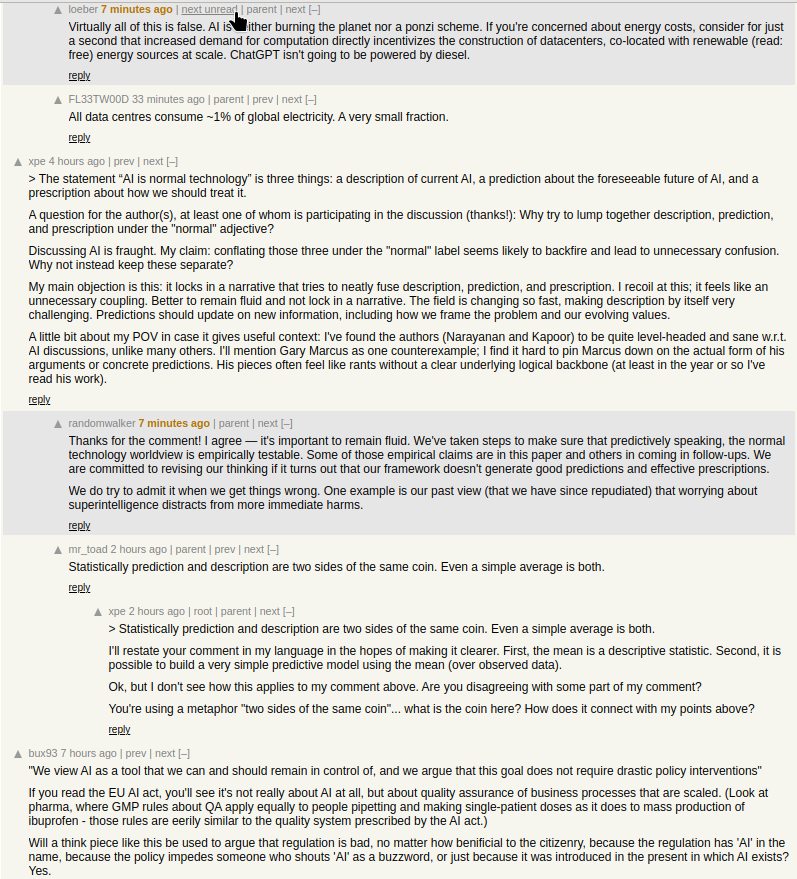 ▲ loeber 7 minutes ago | next unread | parent | next [–]
Virtually all of this is false. AI is neither burning the planet nor a ponzi scheme. If you're concerned about energy costs, consider for just
a second that increased demand for computation directly incentivizes the construction of datacenters, co-located with renewable (read:
free) energy sources at scale. ChatGPT isn't going to be powered by diesel.
reply
▲ FL33TW00D 33 minutes ago | parent | prev | next [–]
All data centres consume ~1% of global electricity. A very small fraction.
reply
▲ xpe 4 hours ago | prev | next [–]
> The statement “AI is normal technology” is three things: a description of current AI, a prediction about the foreseeable future of AI, and a
prescription about how we should treat it.
A question for the author(s), at least one of whom is participating in the discussion (thanks!): Why try to lump together description, prediction,
and prescription under the "normal" adjective?
Discussing AI is fraught. My claim: conflating those three under the "normal" label seems likely to backfire and lead to unnecessary confusion.
Why not instead keep these separate?
My main objection is this: it locks in a narrative that tries to neatly fuse description, prediction, and prescription. I recoil at this; it feels like an
unnecessary coupling. Better to remain fluid and not lock in a narrative. The field is changing so fast, making description by itself very
challenging. Predictions should update on new information, including how we frame the problem and our evolving values.
A little bit about my POV in case it gives useful context: I've found the authors (Narayanan and Kapoor) to be quite level-headed and sane w.r.t.
AI discussions, unlike many others. I'll mention Gary Marcus as one counterexample; I find it hard to pin Marcus down on the actual form of his
arguments or concrete predictions. His pieces often feel like rants without a clear underlying logical backbone (at least in the year or so I've
read his work).
reply
▲ randomwalker 7 minutes ago | parent | next [–]
Thanks for the comment! I agree — it's important to remain fluid. We've taken steps to make sure that predictively speaking, the normal
technology worldview is empirically testable. Some of those empirical claims are in this paper and others in coming in follow-ups. We
are committed to revising our thinking if it turns out that our framework doesn't generate good predictions and effective prescriptions.
We do try to admit it when we get things wrong. One example is our past view (that we have since repudiated) that worrying about
superintelligence distracts from more immediate harms.
reply
▲ mr_toad 2 hours ago | parent | prev | next [–]
Statistically prediction and description are two sides of the same coin. Even a simple average is both.
reply
▲ xpe 2 hours ago | root | parent | next [–]
> Statistically prediction and description are two sides of the same coin. Even a simple average is both.
I'll restate your comment in my language in the hopes of making it clearer. First, the mean is a descriptive statistic. Second, it is
possible to build a very simple predictive model using the mean (over observed data).
Ok, but I don't see how this applies to my comment above. Are you disagreeing with some part of my comment?
You're using a metaphor "two sides of the same coin"... what is the coin here? How does it connect with my points above?
reply
▲ bux93 7 hours ago | prev | next [–]
"We view AI as a tool that we can and should remain in control of, and we argue that this goal does not require drastic policy interventions"
If you read the EU AI act, you'll see it's not really about AI at all, but about quality assurance of business processes that are scaled. (Look at
pharma, where GMP rules about QA apply equally to people pipetting and making single-patient doses as it does to mass production of
ibuprofen - those rules are eerily similar to the quality system prescribed by the AI act.)
Will a think piece like this be used to argue that regulation is bad, no matter how benificial to the citizenry, because the regulation has 'AI' in the
name, because the policy impedes someone who shouts 'AI' as a buzzword, or just because it was introduced in the present in which AI exists?
Yes.